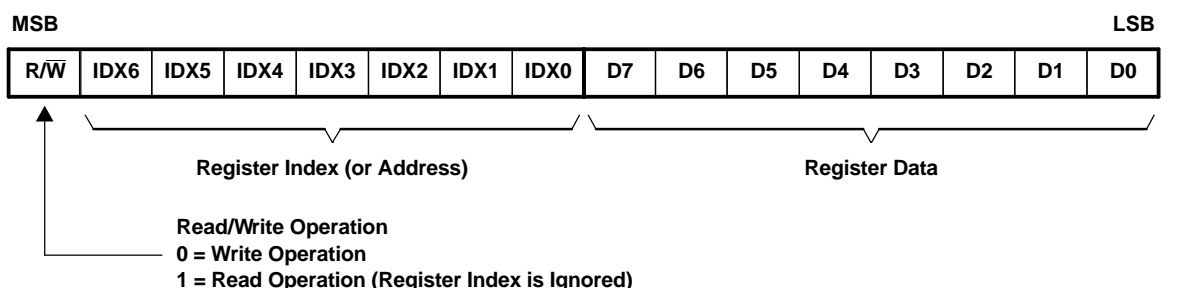 MSB LSB
R/W̅ IDX6 IDX5 IDX4 IDX3 IDX2 IDX1 IDX0 D7 D6 D5 D4 D3 D2 D1 D0
Register Index (or Address) Register Data
Read/Write Operation
0 = Write Operation
1 = Read Operation (Register Index is Ignored)